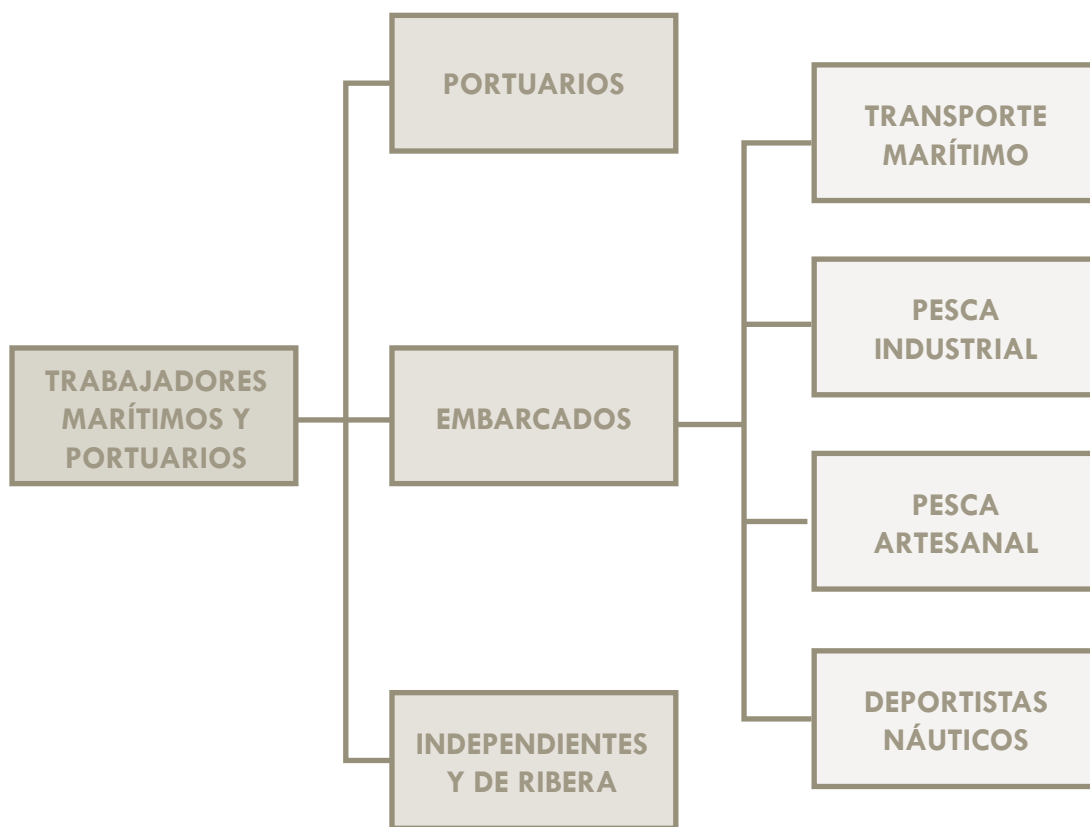 TRABAJADORES
MARÍTIMOS Y
PORTUARIOS
PORTUARIOS
EMBARCADOS
INDEPENDIENTES
Y DE RIBERA
TRANSPORTE
MARÍTIMO
PESCA
INDUSTRIAL
PESCA
ARTESANAL
DEPORTISTAS
NÁUTICOS